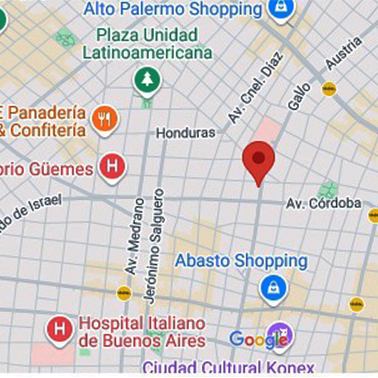 Alto Palermo Shopping
Plaza Unidad
Latinoamericana
Av. Cnel. Diaz
Austria
Gallo
E Panadería
& Confitería
Honduras
orio Güemes
H
do de Israel
Av. Medrano
Jerónimo Salguero
Av. Córdoba
Abasto Shopping
H
Hospital Italiano
de Buenos Aires
Google
Ciudad Cultural Konex